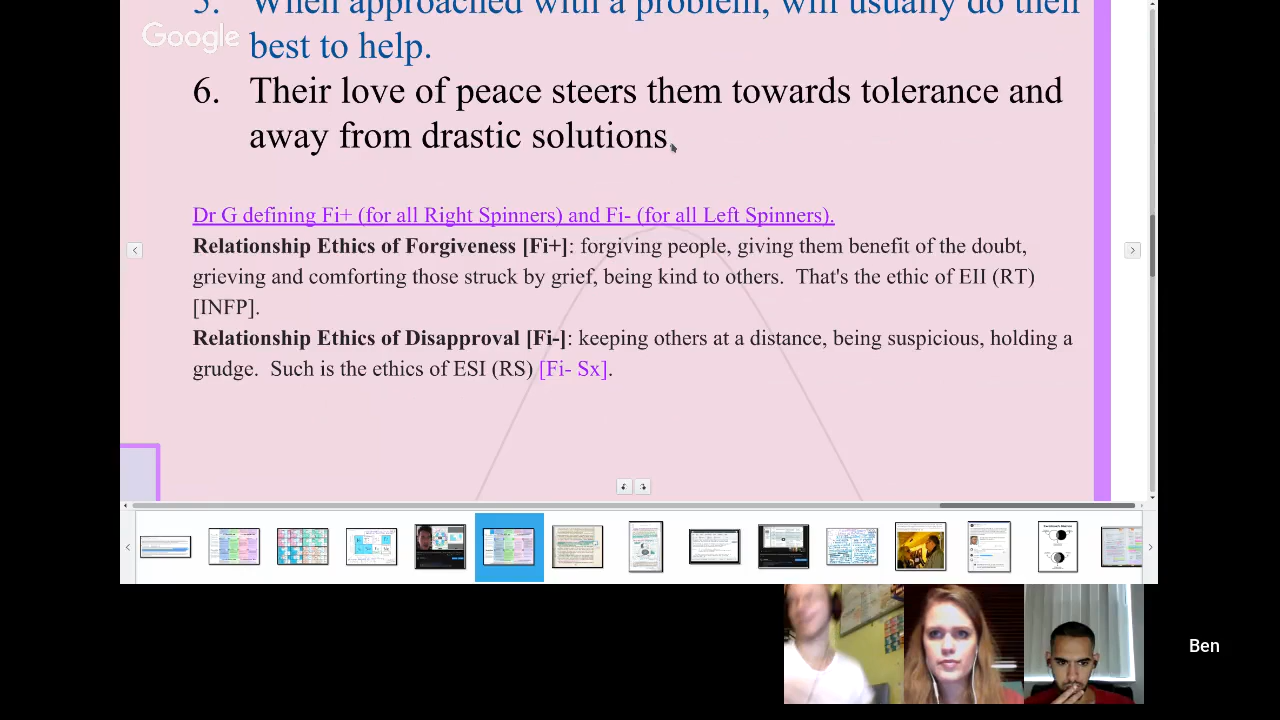 5. When approached with a problem, will usually do their
best to help.
Google
6. Their love of peace steers them towards tolerance and
away from drastic solutions.
Dr G defining Fi+ (for all Right Spinners) and Fi- (for all Left Spinners).
Relationship Ethics of Forgiveness [Fi+]: forgiving people, giving them benefit of the doubt,
grieving and comforting those struck by grief, being kind to others. That's the ethic of EII (RT)
[INFP].
Relationship Ethics of Disapproval [Fi-]: keeping others at a distance, being suspicious, holding a
grudge. Such is the ethics of ESI (RS) [Fi- Sx].
Ben